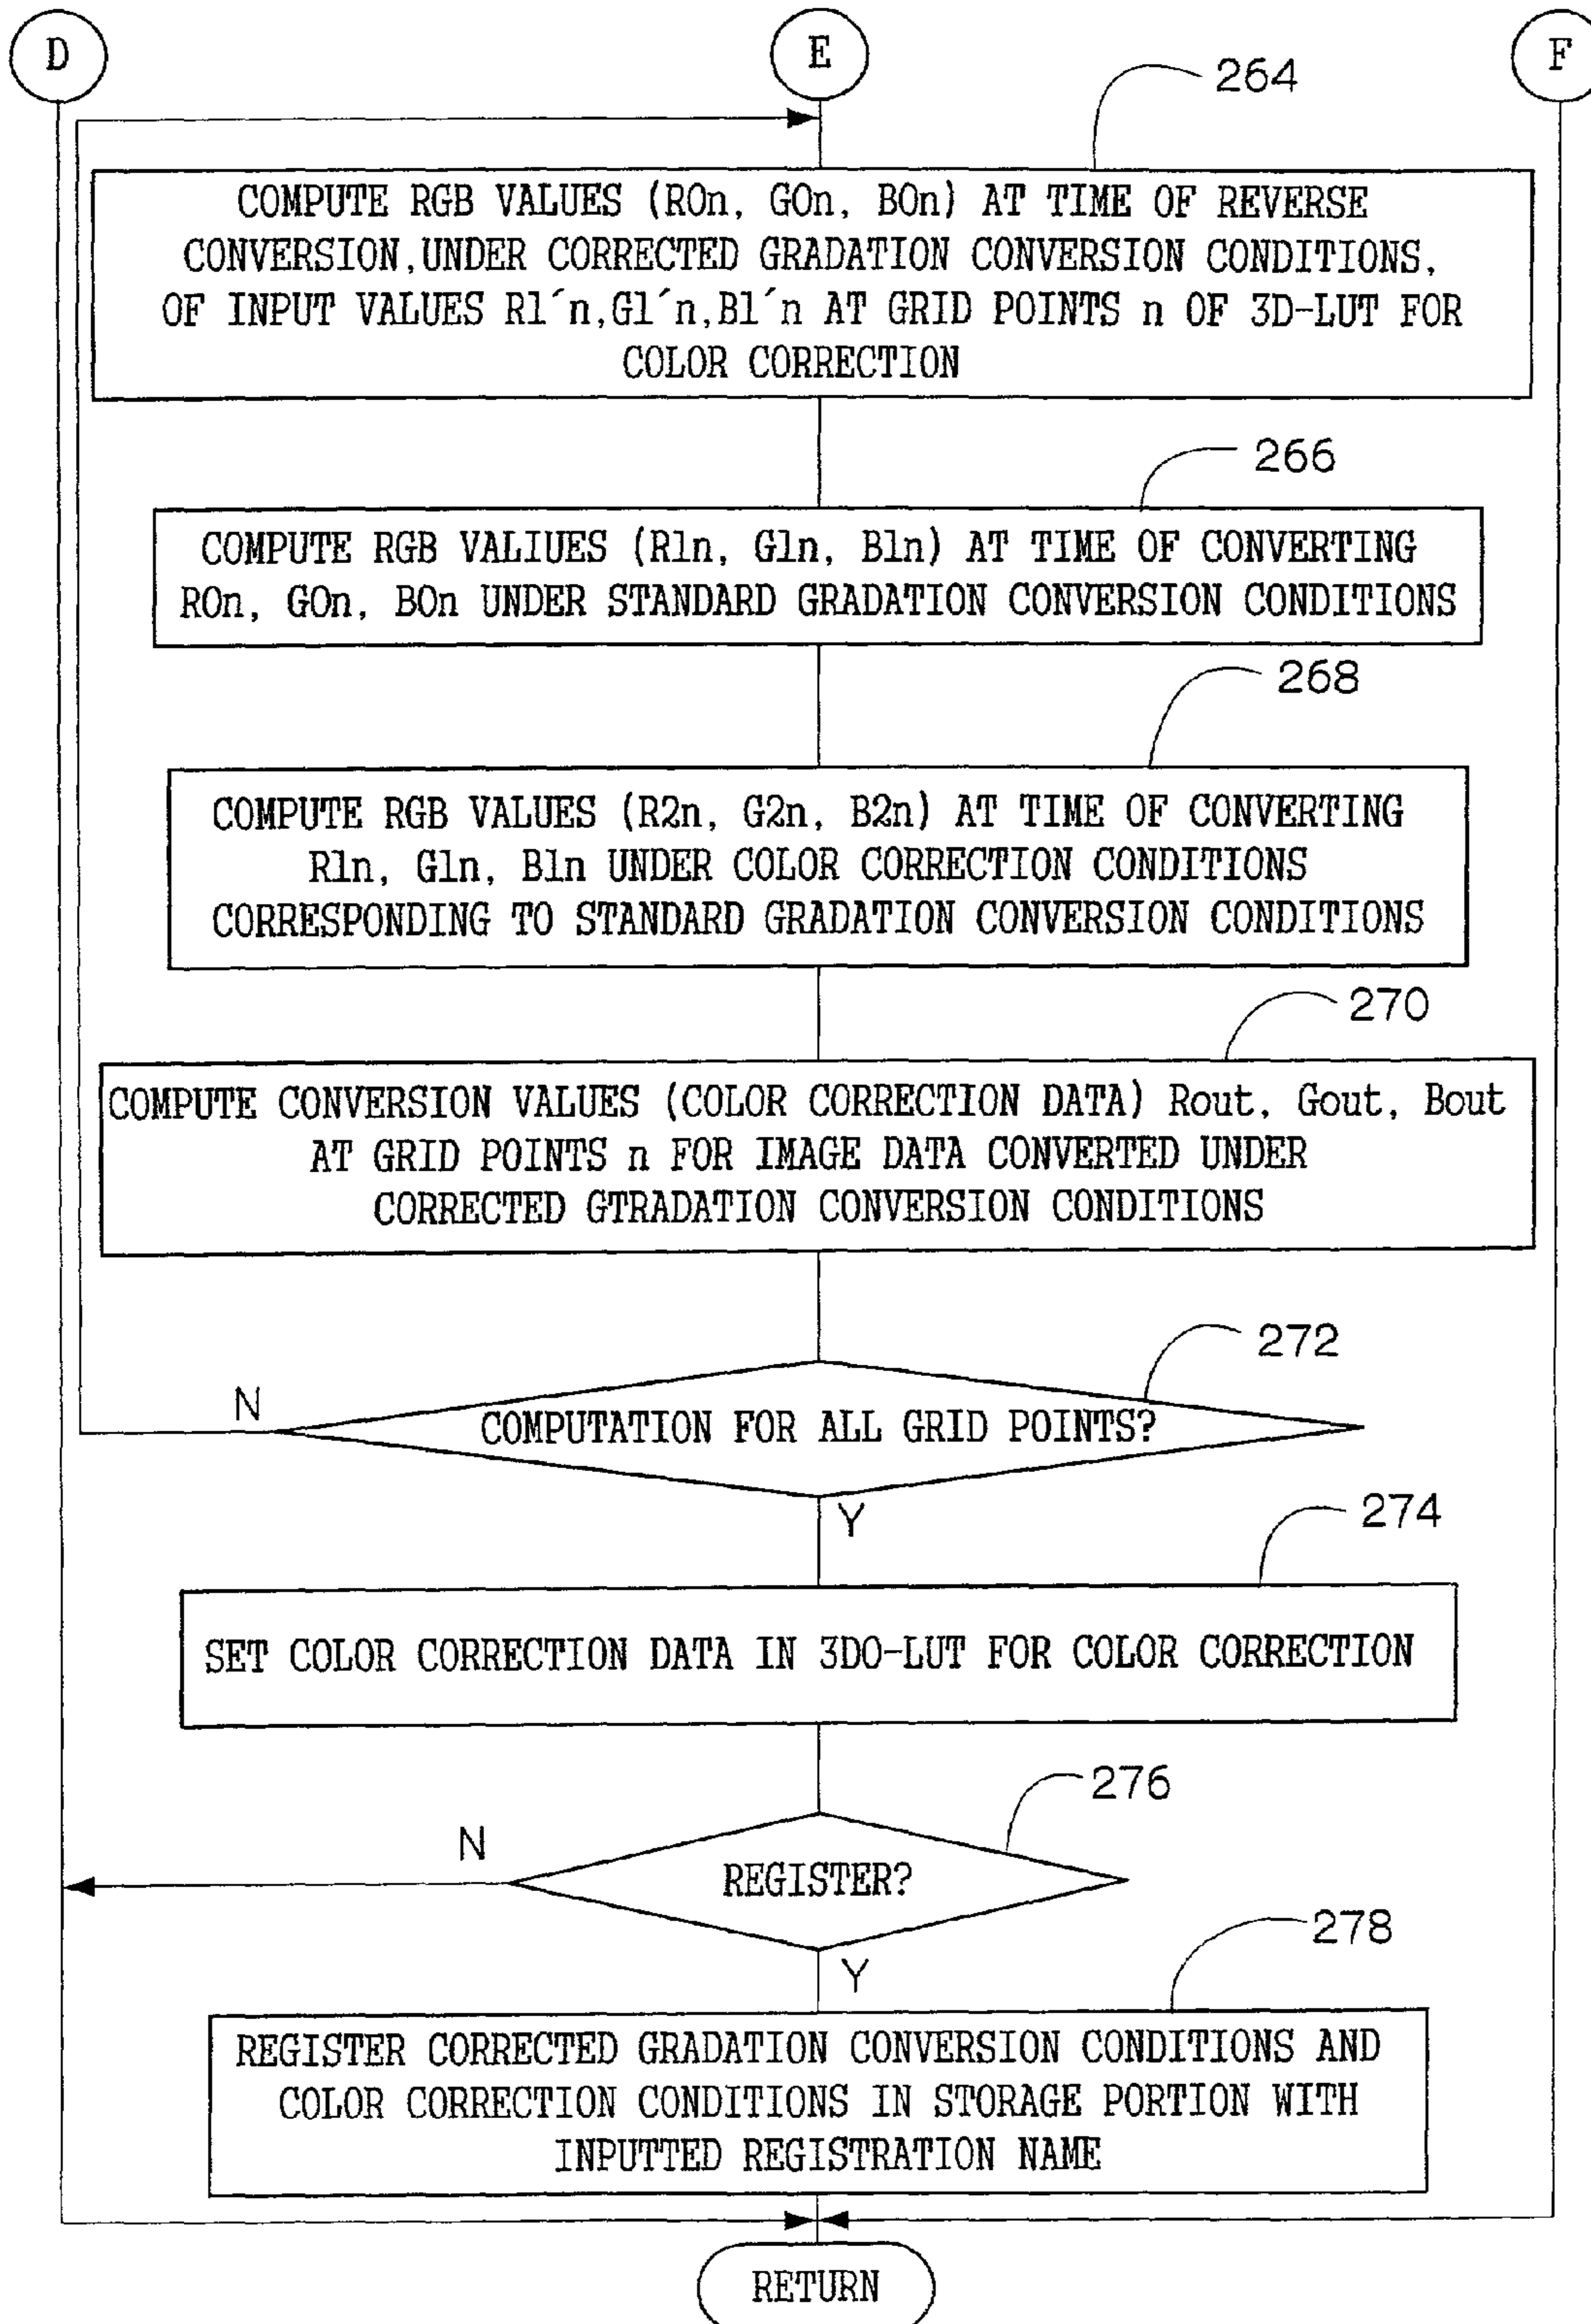 D
E
F
264
COMPUTE RGB VALUES (R0n, G0n, B0n) AT TIME OF REVERSE
CONVERSION,UNDER CORRECTED GRADATION CONVERSION CONDITIONS,
OF INPUT VALUES R1´n,G1´n,B1´n AT GRID POINTS n OF 3D-LUT FOR
COLOR CORRECTION
266
COMPUTE RGB VALIUES (R1n, G1n, B1n) AT TIME OF CONVERTING
R0n, G0n, B0n UNDER STANDARD GRADATION CONVERSION CONDITIONS
268
COMPUTE RGB VALUES (R2n, G2n, B2n) AT TIME OF CONVERTING
R1n, G1n, B1n UNDER COLOR CORRECTION CONDITIONS
CORRESPONDING TO STANDARD GRADATION CONVERSION CONDITIONS
270
COMPUTE CONVERSION VALUES (COLOR CORRECTION DATA) Rout, Gout, Bout
AT GRID POINTS n FOR IMAGE DATA CONVERTED UNDER
CORRECTED GTRADATION CONVERSION CONDITIONS
272
N
COMPUTATION FOR ALL GRID POINTS?
Y
274
SET COLOR CORRECTION DATA IN 3DO-LUT FOR COLOR CORRECTION
276
N
REGISTER?
Y
278
REGISTER CORRECTED GRADATION CONVERSION CONDITIONS AND
COLOR CORRECTION CONDITIONS IN STORAGE PORTION WITH
INPUTTED REGISTRATION NAME
RETURN